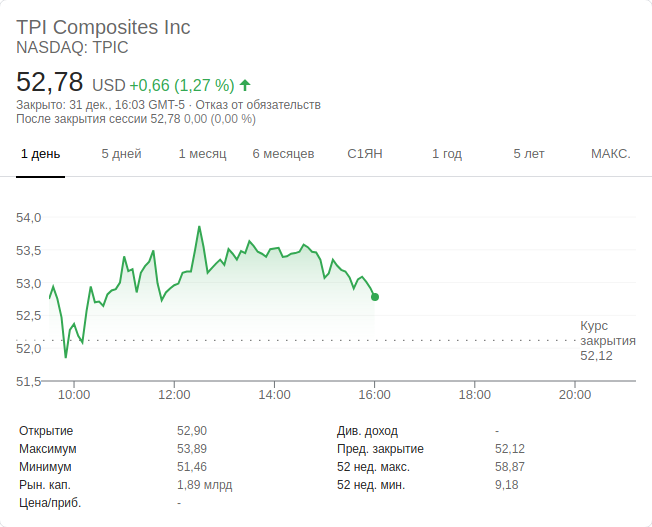 TPI Composites Inc
NASDAQ: TPIC
52,78 USD +0,66 (1,27 %)
Закрыто: 31 дек., 16:03 GMT-5 · Отказ от обязательств
После закрытия сессии 52,78 0,00 (0,00 %)
1 день 5 дней 1 месяц 6 месяцев С1ЯН 1 год 5 лет МАКС.
54,0
53,5
53,0
52,5
52,0
51,5
Курс
закрытия
52,12
10:00 12:00 14:00 16:00 18:00 20:00
Открытие 52,90
Максимум 53,89
Минимум 51,46
Рын. кап. 1,89 млрд
Цена/приб. -
Див. доход -
Пред. закрытие 52,12
52 нед. макс. 58,87
52 нед. мин. 9,18